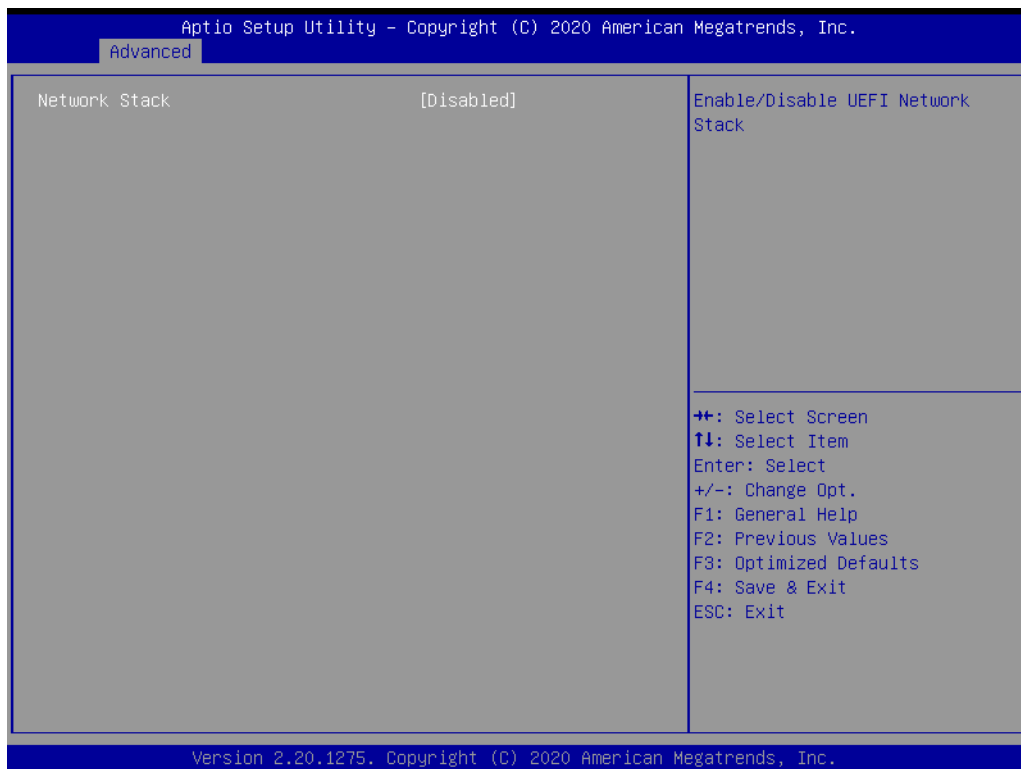 Aptio Setup Utility – Copyright (C) 2020 American Megatrends, Inc.
Advanced
Network Stack [Disabled]
Enable/Disable UEFI Network
Stack
→←: Select Screen
↑↓: Select Item
Enter: Select
+/-: Change Opt.
F1: General Help
F2: Previous Values
F3: Optimized Defaults
F4: Save & Exit
ESC: Exit
Version 2.20.1275. Copyright (C) 2020 American Megatrends, Inc.